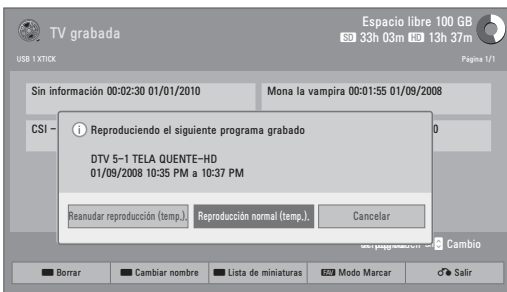 TV grabada
Espacio libre 100 GB
SD 33h 03m HD 13h 37m
USB 1 XTICK
Página 1/1
Sin información 00:02:30 01/01/2010
Mona la vampira 00:01:55 01/09/2008
CSI –
0
i Reproduciendo el siguiente programa grabado
DTV 5-1 TELA QUENTE-HD
01/09/2008 10:35 PM a 10:37 PM
Reanudar reproducción (temp.).
Reproducción normal (temp.).
Cancelar
Cambio
Borrar
Cambiar nombre
Lista de miniaturas
FAV Modo Marcar
Salir